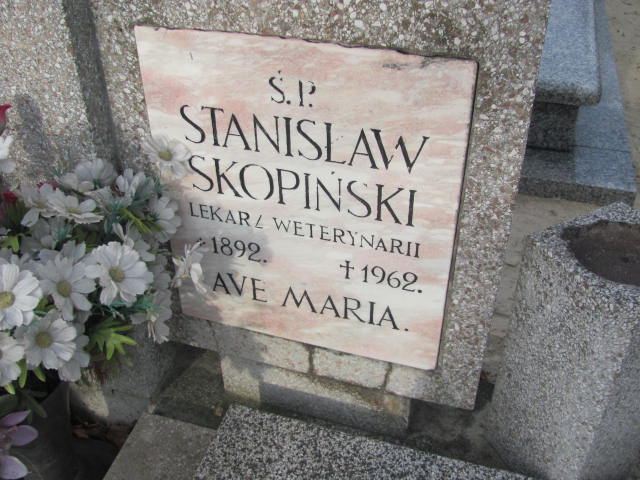 Ś.P.
STANISŁAW
SKOPIŃSKI
LEKARZ WETERYNARII
* 1892. † 1962.
AVE MARIA.